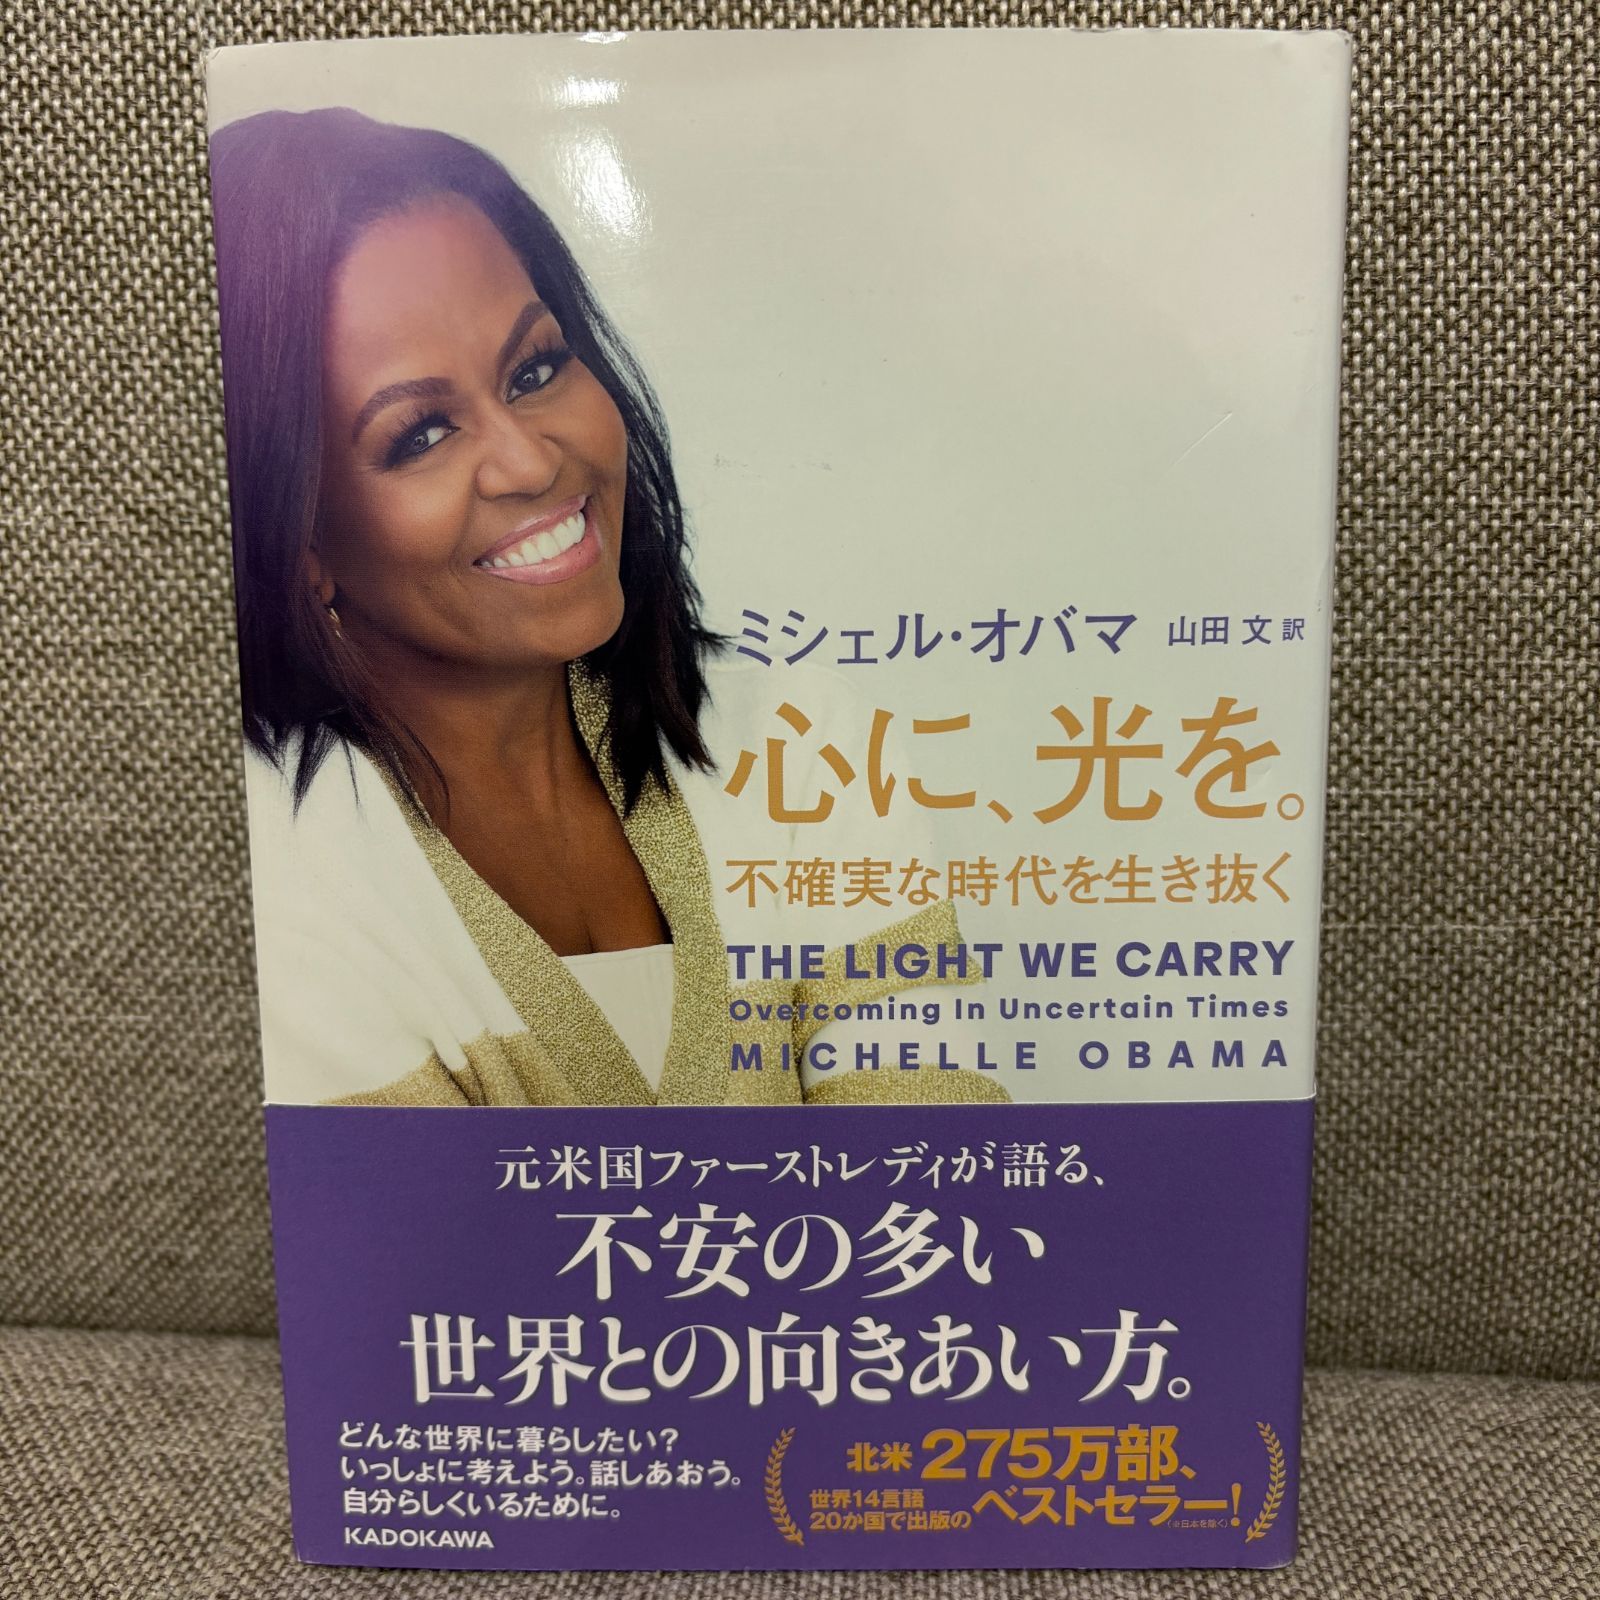 ミシェル・オバマ 山田 文 訳
心に、光を。
不確実な時代を生き抜く
THE LIGHT WE CARRY
Overcoming In Uncertain Times
MICHELLE OBAMA
元米国ファーストレディが語る、
不安の多い
世界との向きあい方。
どんな世界に暮らしたい？
いっしょに考えよう。話しあおう。
自分らしくいるために。
KADOKAWA
北米 275万部、
世界14言語
20か国で出版の
ベストセラー！
（※日本を除く）